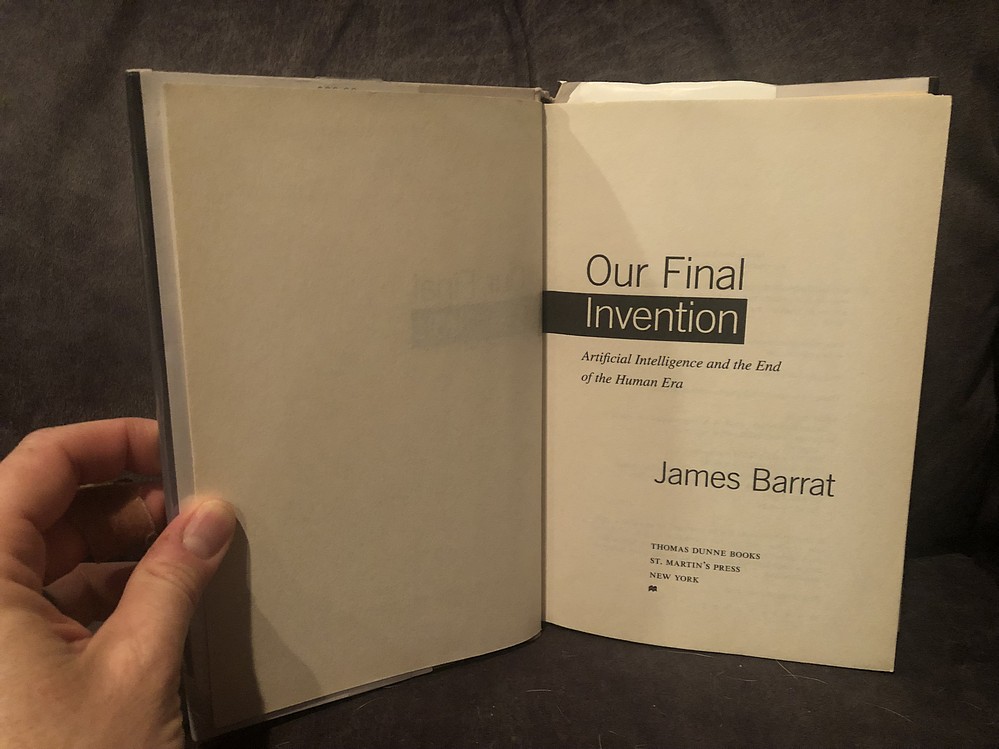 Our Final
Invention
Artificial Intelligence and the End
of the Human Era
James Barrat
THOMAS DUNNE BOOKS
ST. MARTIN'S PRESS
NEW YORK